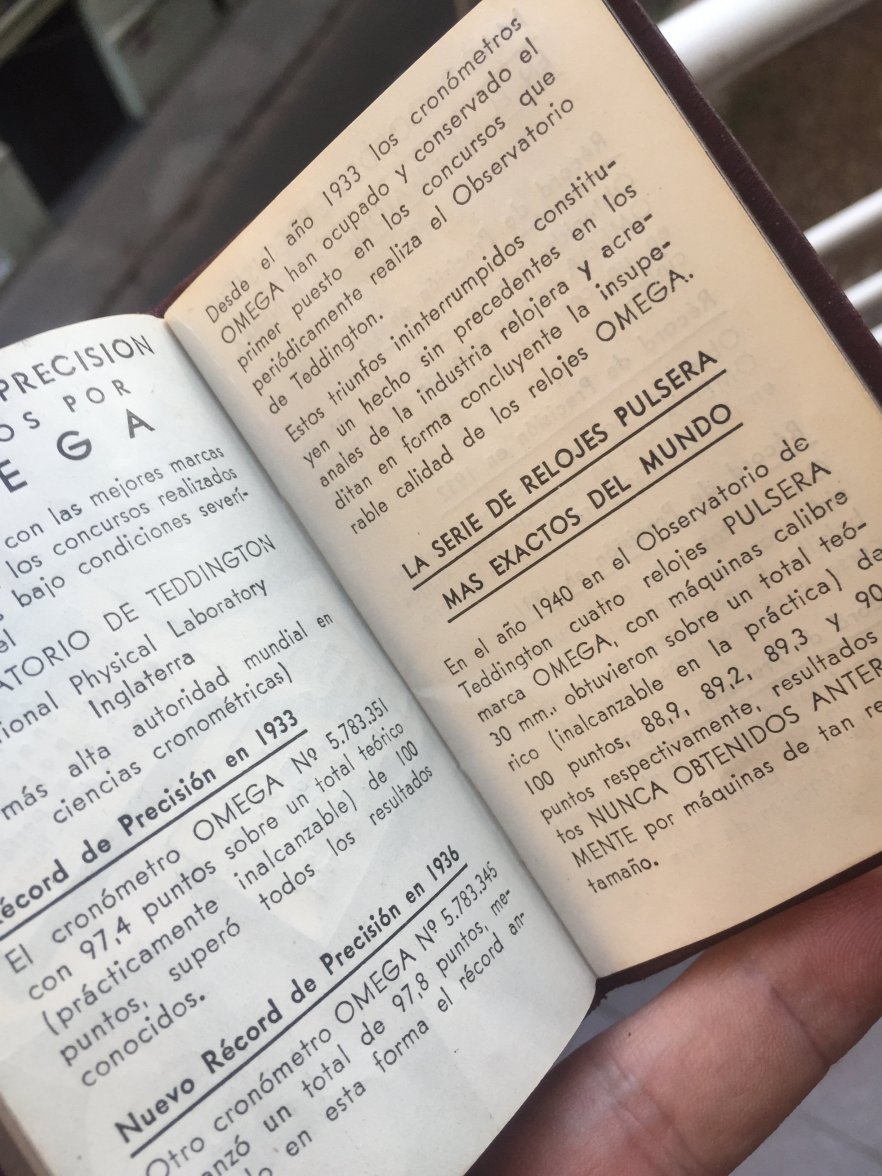 PRECISION
OS POR
EGA
con las mejores marcas
los concursos realizados
bajo condiciones severí-
el
ATORIO DE TEDDINGTON
ional Physical Laboratory
Inglaterra
más alta autoridad mundial en
ciencias cronométricas)
écord de Precisión en 1933
El cronómetro OMEGA Nº 5.783.351
con 97,4 puntos sobre un total teórico
(prácticamente inalcanzable) de 100
puntos, superó todos los resultados
conocidos.
Nuevo Récord de Precisión en 1936
Otro cronómetro OMEGA Nº 5.783.345
anzó un total de 97,8 puntos, me-
do en esta forma el récord an-
Desde el año 1933 los cronómetros
OMEGA han ocupado y conservado el
primer puesto en los concursos que
periódicamente realiza el Observatorio
de Teddington.
Estos triunfos ininterrumpidos constitu-
yen un hecho sin precedentes en los
anales de la industria relojera y acre-
ditan en forma concluyente la insupe-
rable calidad de los relojes OMEGA.
LA SERIE DE RELOJES PULSERA
MAS EXACTOS DEL MUNDO
En el año 1940 en el Observatorio de
Teddington cuatro relojes PULSERA
marca OMEGA, con máquinas calibre
30 mm., obtuvieron sobre un total teó-
rico (inalcanzable en la práctica) de
100 puntos, 88,9, 89,2, 89,3 y 90
puntos respectivamente, resultados
tos NUNCA OBTENIDOS ANTER
MENTE por máquinas de tan re
tamaño.